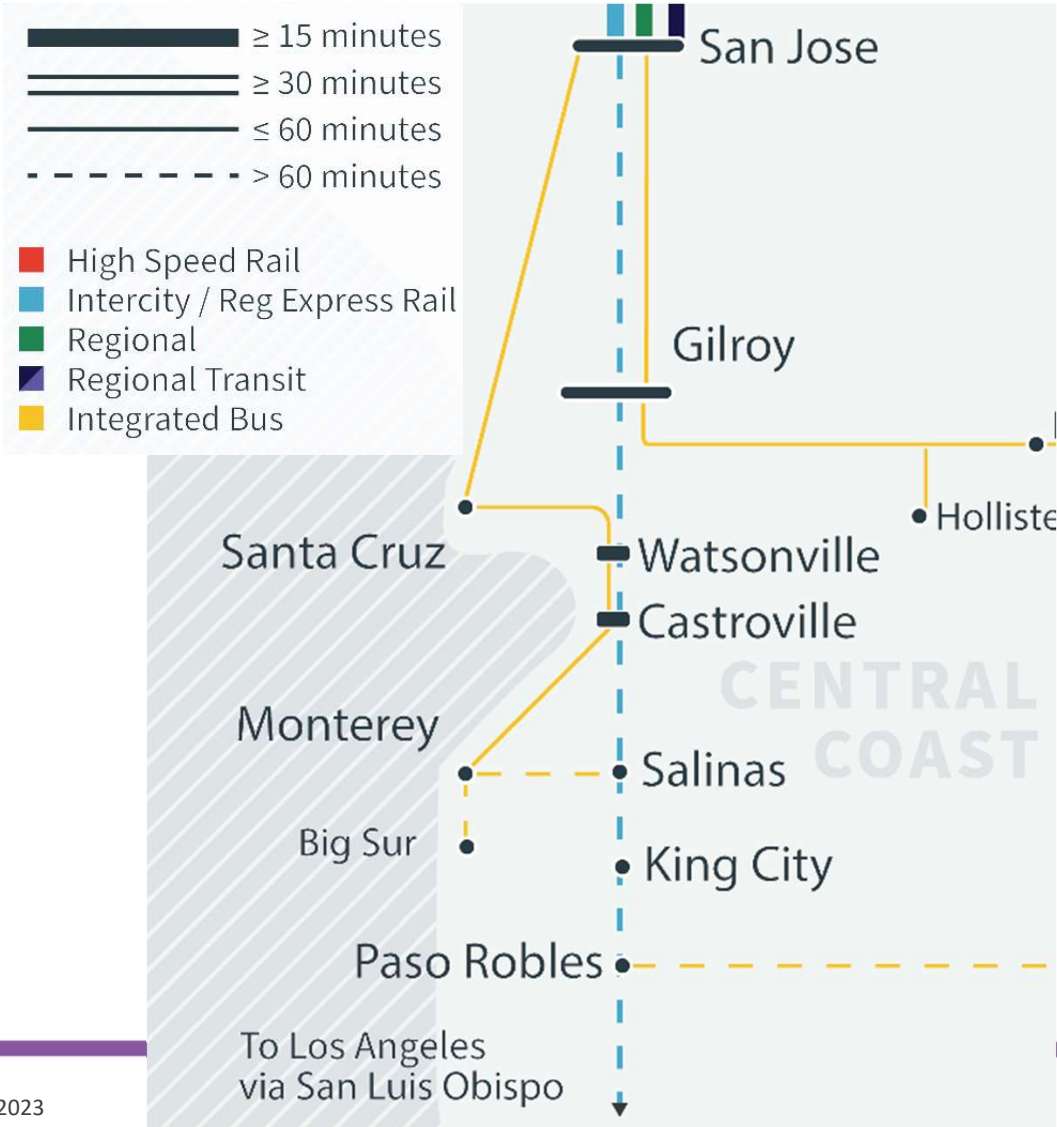 ≥ 15 minutes
≥ 30 minutes
≤ 60 minutes
> 60 minutes
High Speed Rail
Intercity / Reg Express Rail
Regional
Regional Transit
Integrated Bus
San Jose
Gilroy
Holliste
Santa Cruz
Watsonville
Castroville
CENTRAL
COAST
Monterey
Salinas
Big Sur
King City
Paso Robles
To Los Angeles
via San Luis Obispo
2023